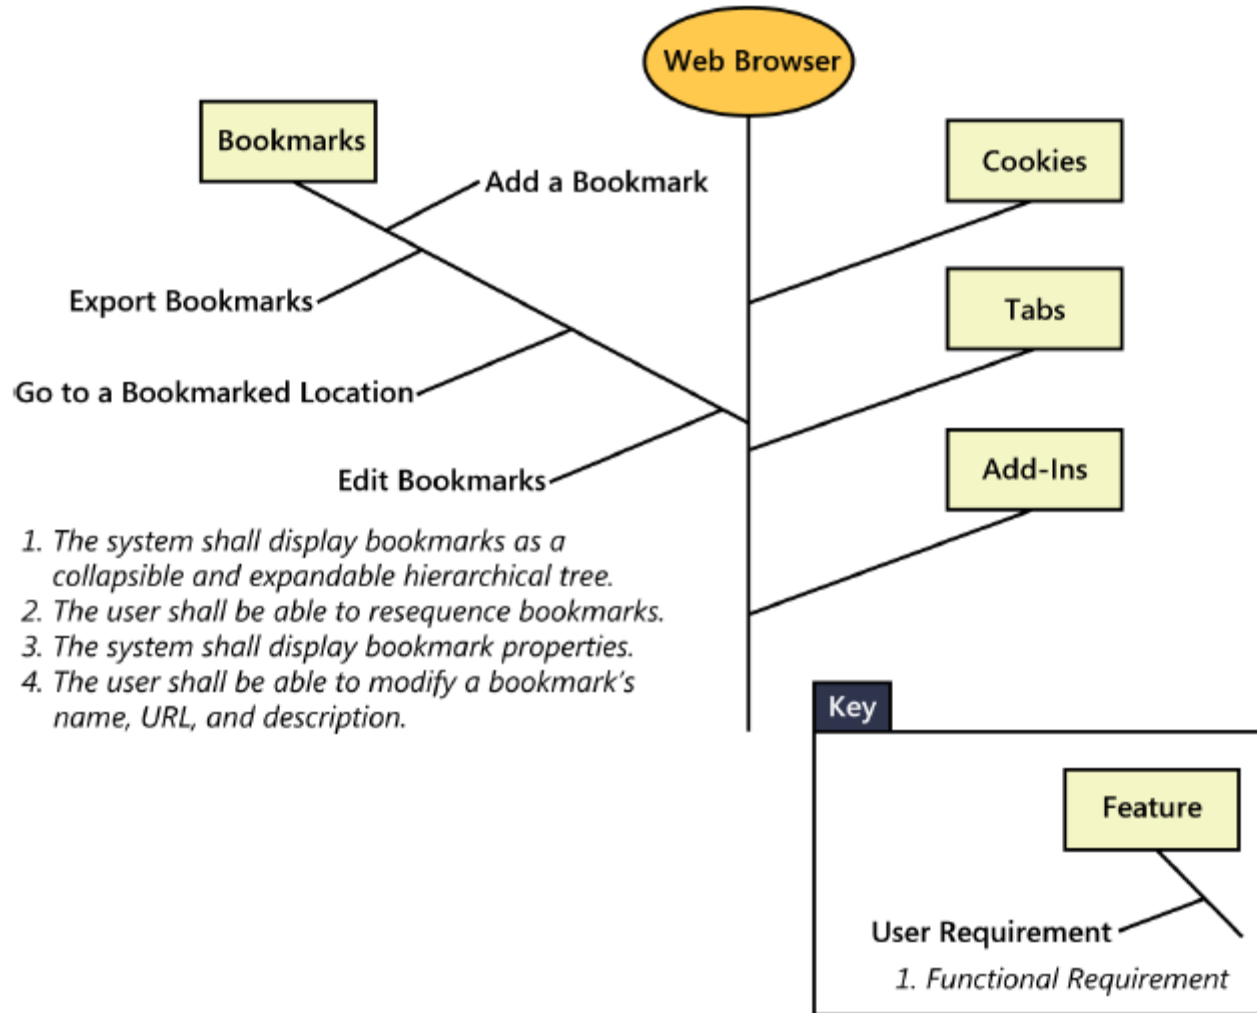 Web Browser
Bookmarks
Cookies
Add a Bookmark
Export Bookmarks
Tabs
Go to a Bookmarked Location
Add-Ins
Edit Bookmarks
1. The system shall display bookmarks as a
collapsible and expandable hierarchical tree.
2. The user shall be able to resequence bookmarks.
3. The system shall display bookmark properties.
4. The user shall be able to modify a bookmark’s
name, URL, and description.
Key
Feature
User Requirement
1. Functional Requirement